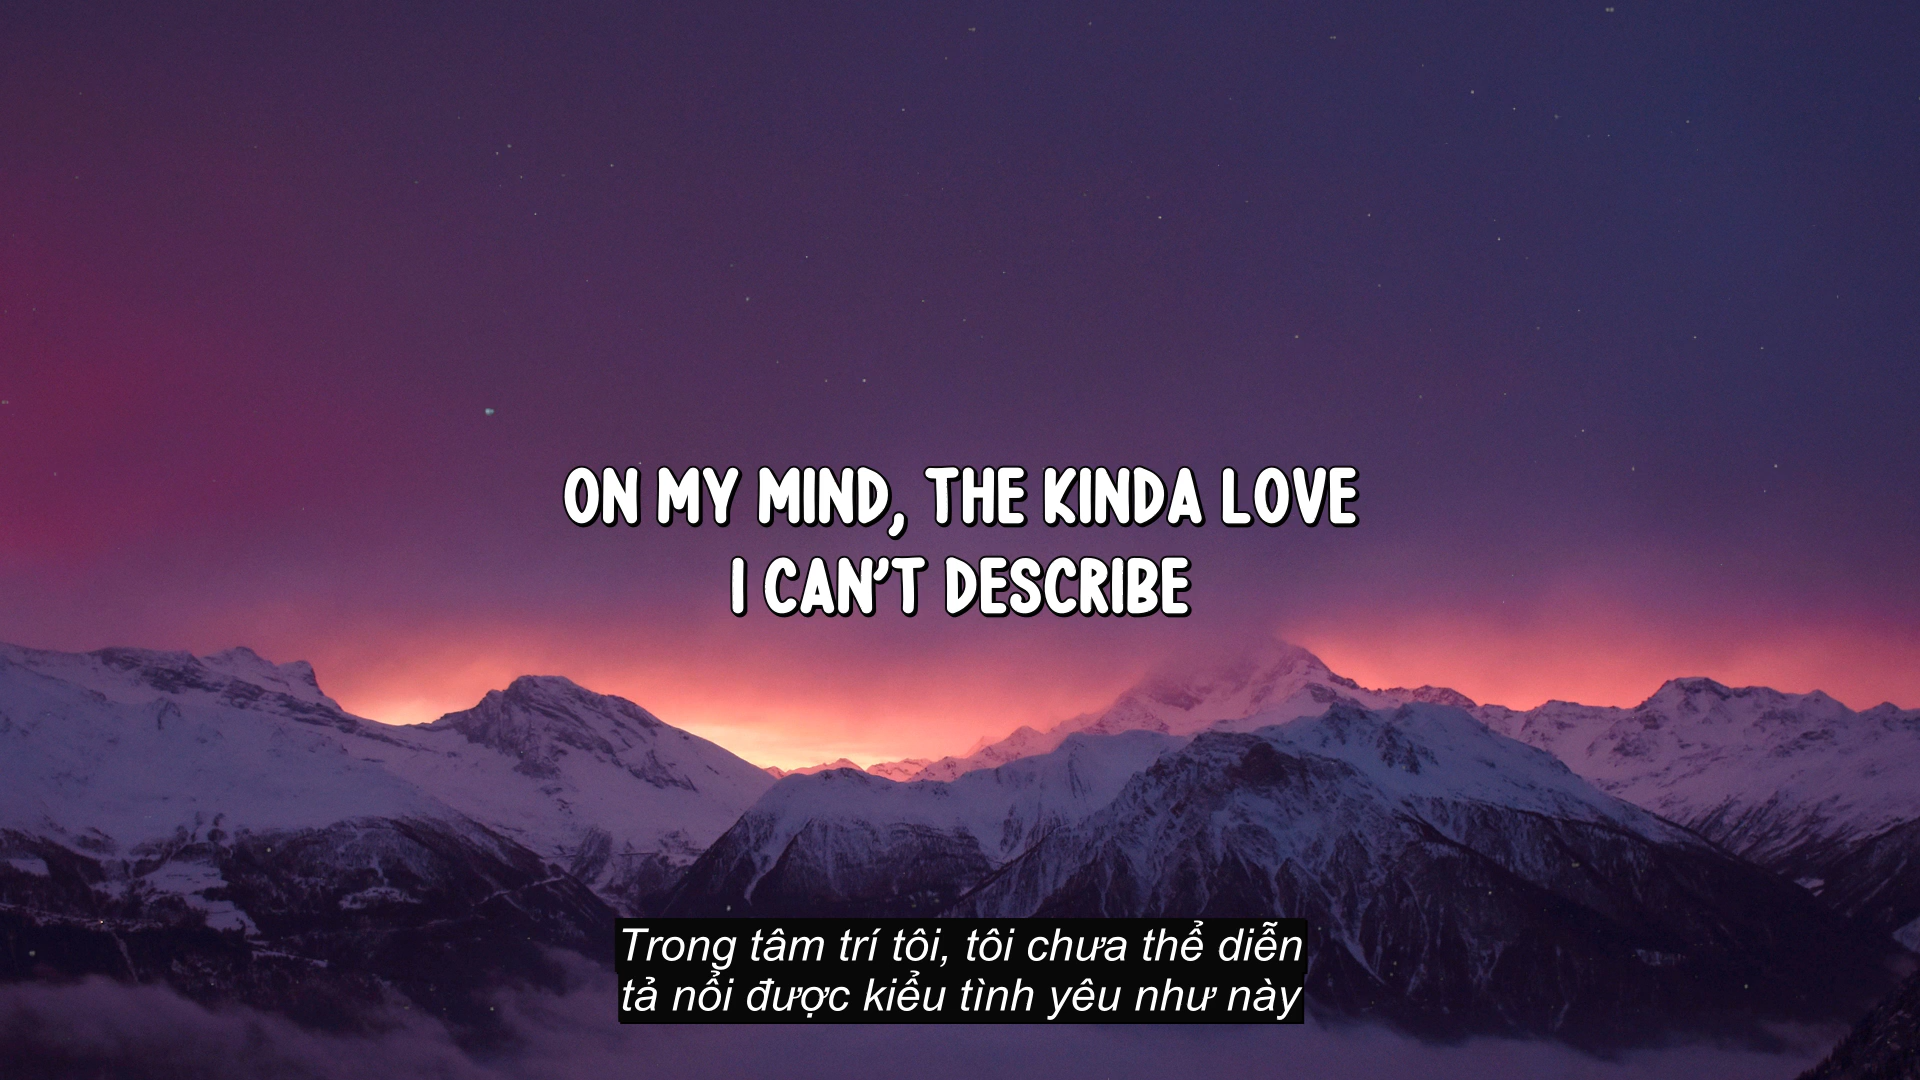 ON MY MIND, THE KINDA LOVE
I CAN'T DESCRIBE
Trong tâm trí tôi, tôi chưa thể diễn
tả nổi được kiểu tình yêu như này